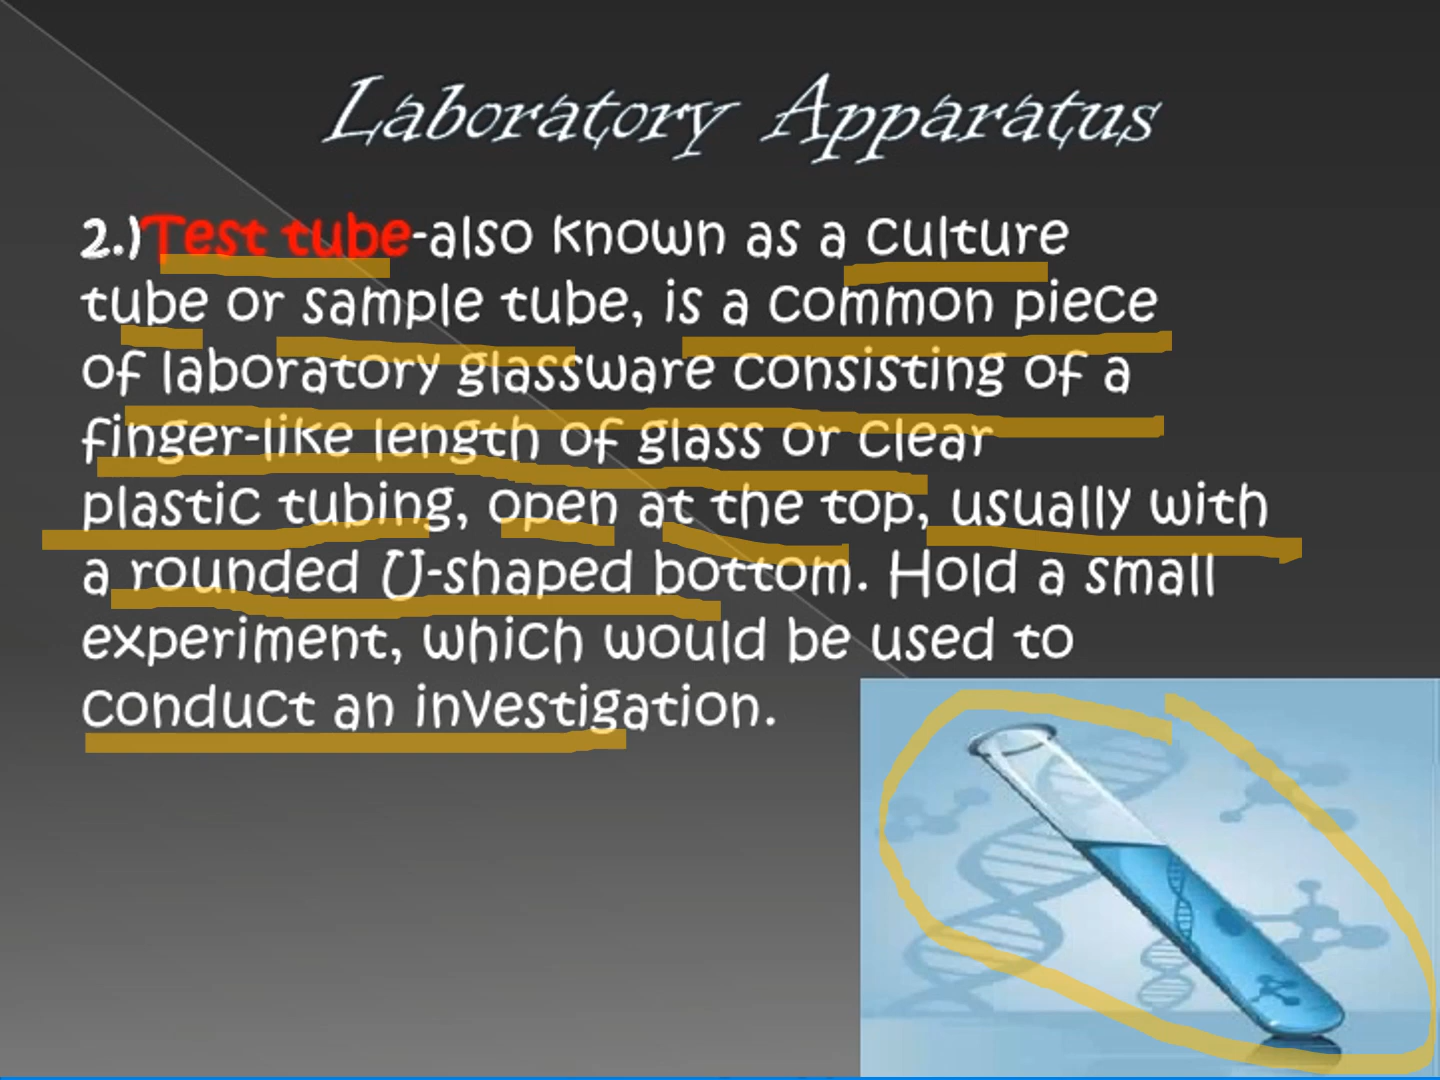 Laboratory Apparatus
2.)Test tube-also known as a culture
tube or sample tube, is a common piece
of laboratory glassware consisting of a
finger-like length of glass or clear
plastic tubing, open at the top, usually with
a rounded U-shaped bottom. Hold a small
experiment, which would be used to
conduct an investigation.